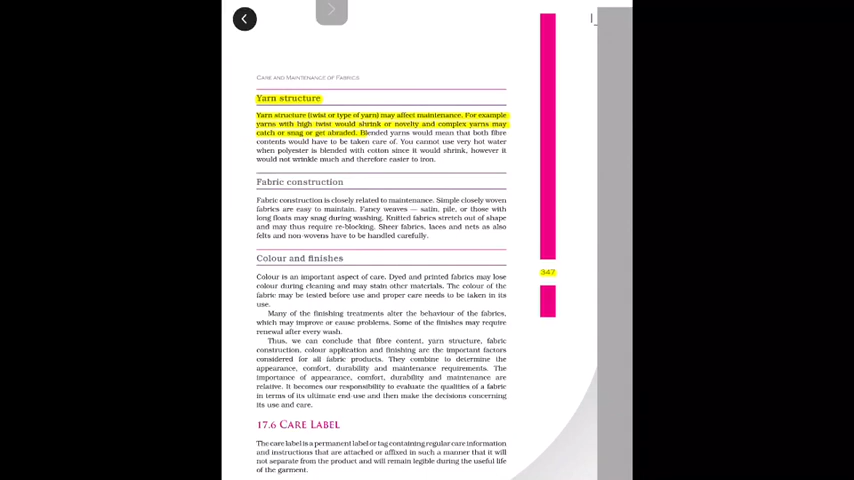 CARE AND MAINTENANCE OF FABRICS
Yarn structure
Yarn structure (twist or type of yarn) may affect maintenance. For example
yarns with high twist would shrink or novelty and complex yarns may
catch or snag or get abraded. Blended yarns would mean that both fibre
contents would have to be taken care of. You cannot use very hot water
when polyester is blended with cotton since it would shrink, however it
would not wrinkle much and therefore easier to iron.
Fabric construction
Fabric construction is closely related to maintenance. Simple closely woven
fabrics are easy to maintain. Fancy weaves — satin, pile, or those with
long floats may snag during washing. Knitted fabrics stretch out of shape
and may thus require re-blocking. Sheer fabrics, laces and nets as also
felts and non-wovens have to be handled carefully.
Colour and finishes
347
Colour is an important aspect of care. Dyed and printed fabrics may lose
colour during cleaning and may stain other materials. The colour of the
fabric may be tested before use and proper care needs to be taken in its
use.
Many of the finishing treatments alter the behaviour of the fabrics,
which may improve or cause problems. Some of the finishes may require
renewal after every wash.
Thus, we can conclude that fibre content, yarn structure, fabric
construction, colour application and finishing are the important factors
considered for all fabric products. They combine to determine the
appearance, comfort, durability and maintenance requirements. The
importance of appearance, comfort, durability and maintenance are
relative. It becomes our responsibility to evaluate the qualities of a fabric
in terms of its ultimate end use and then make the decisions concerning
its use and care.
17.6 CARE LABEL
The care label is a permanent label or tag containing regular care information
and instructions that are attached or affixed in such a manner that it will
not separate from the product and will remain legible during the useful life
of the garment.